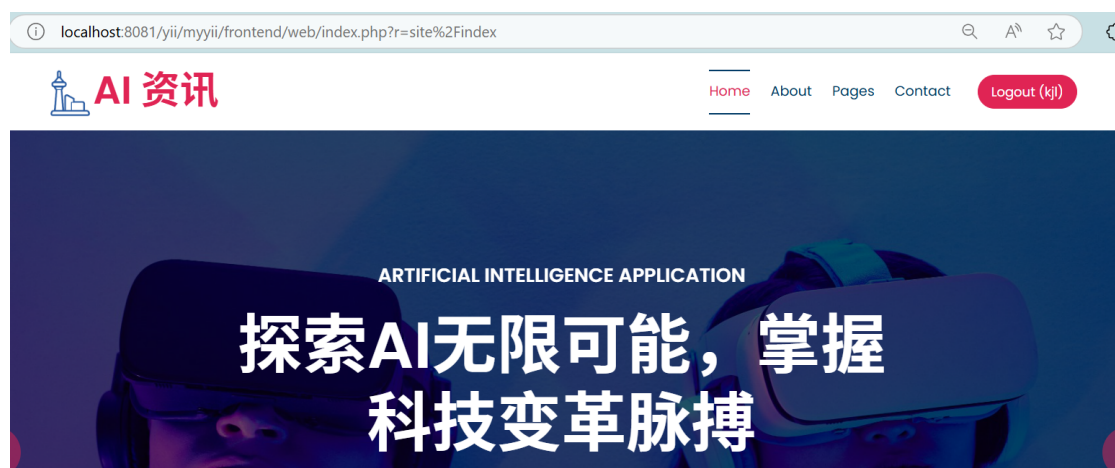 localhost:8081/yii/myyii/frontend/web/index.php?r=site%2Findex
AI 资讯
Home About Pages Contact Logout (kjl)
ARTIFICIAL INTELLIGENCE APPLICATION
探索AI无限可能，掌握
科技变革脉搏